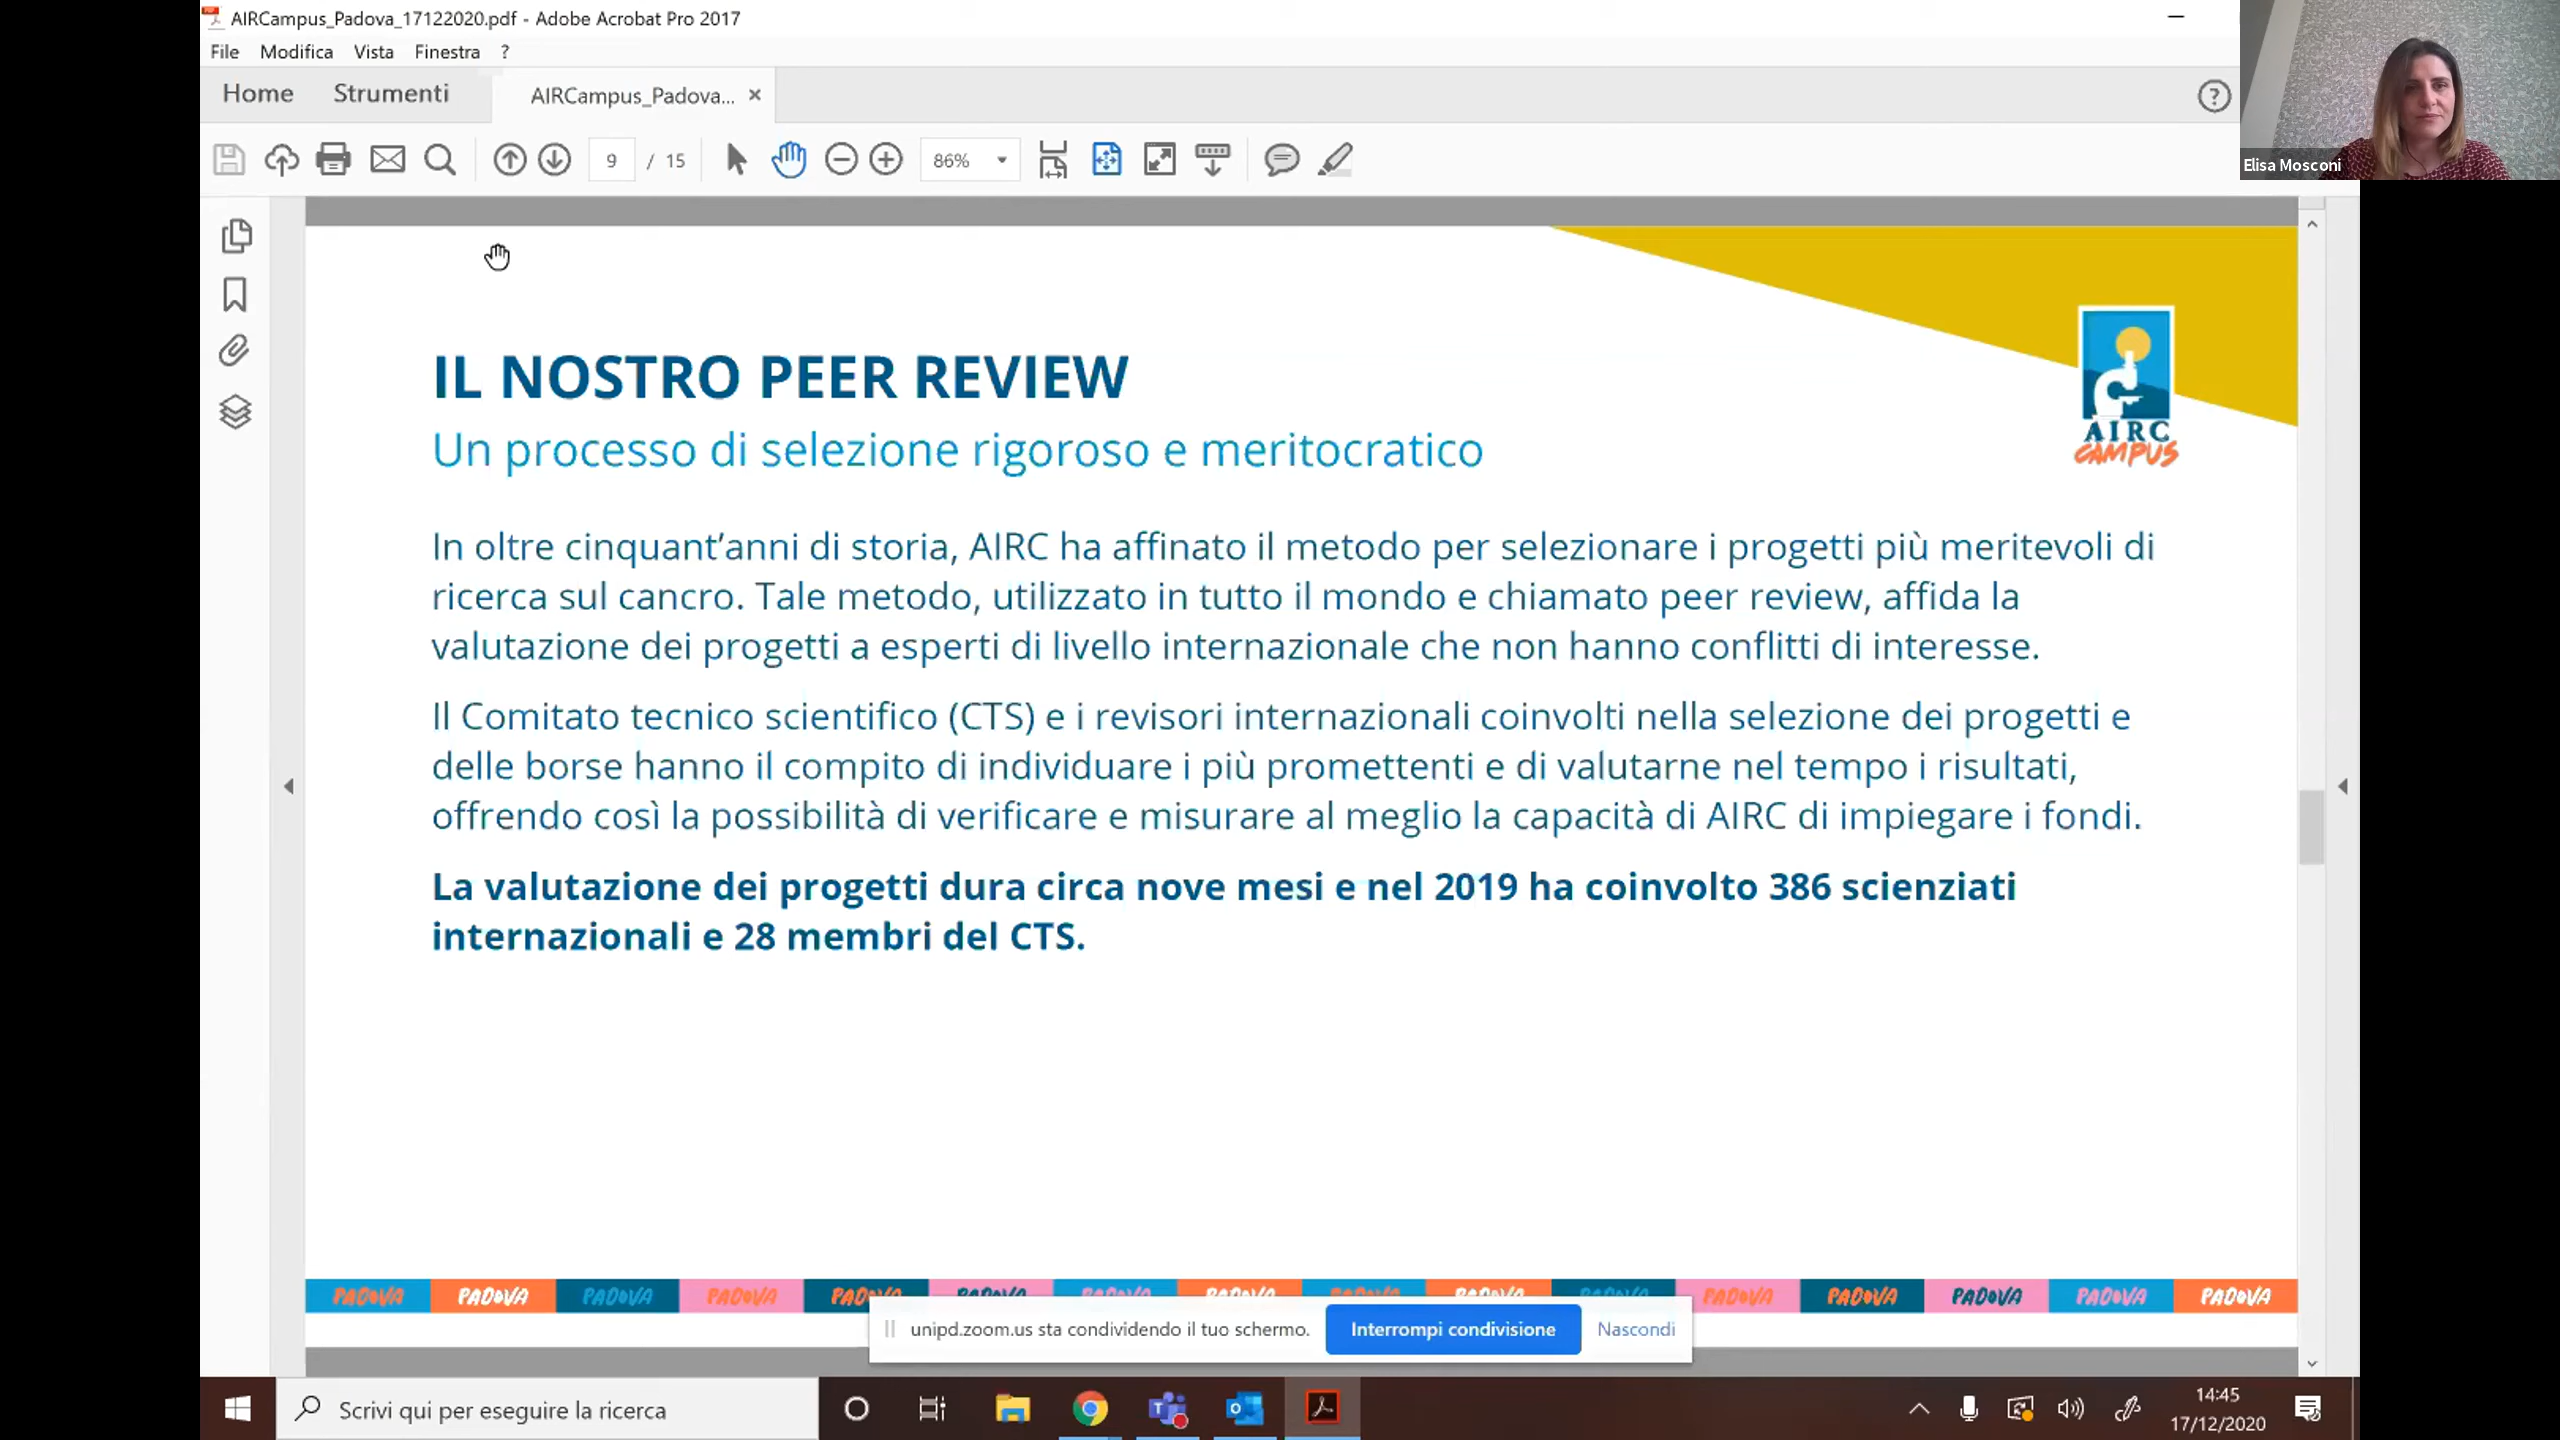 AIRCampus_Padova_17122020.pdf - Adobe Acrobat Pro 2017
File Modifica Vista Finestra ?
Home Strumenti AIRCampus_Padova...
9 / 15 86%
Elisa Mosconi
IL NOSTRO PEER REVIEW
Un processo di selezione rigoroso e meritocratico
AIRC
CAMPUS
In oltre cinquant’anni di storia, AIRC ha affinato il metodo per selezionare i progetti più meritevoli di
ricerca sul cancro. Tale metodo, utilizzato in tutto il mondo e chiamato peer review, affida la
valutazione dei progetti a esperti di livello internazionale che non hanno conflitti di interesse.
Il Comitato tecnico scientifico (CTS) e i revisori internazionali coinvolti nella selezione dei progetti e
delle borse hanno il compito di individuare i più promettenti e di valutarne nel tempo i risultati,
offrendo così la possibilità di verificare e misurare al meglio la capacità di AIRC di impiegare i fondi.
La valutazione dei progetti dura circa nove mesi e nel 2019 ha coinvolto 386 scienziati
internazionali e 28 membri del CTS.
PADOVA PADOVA PADOVA PADOVA PADOVA PADOVA PADOVA PADOVA PADOVA PADOVA PADOVA PADOVA PADOVA PADOVA PADOVA PADOVA
unipd.zoom.us sta condividendo il tuo schermo. Interrompi condivisione Nascondi
Scrivi qui per eseguire la ricerca
14:45
17/12/2020